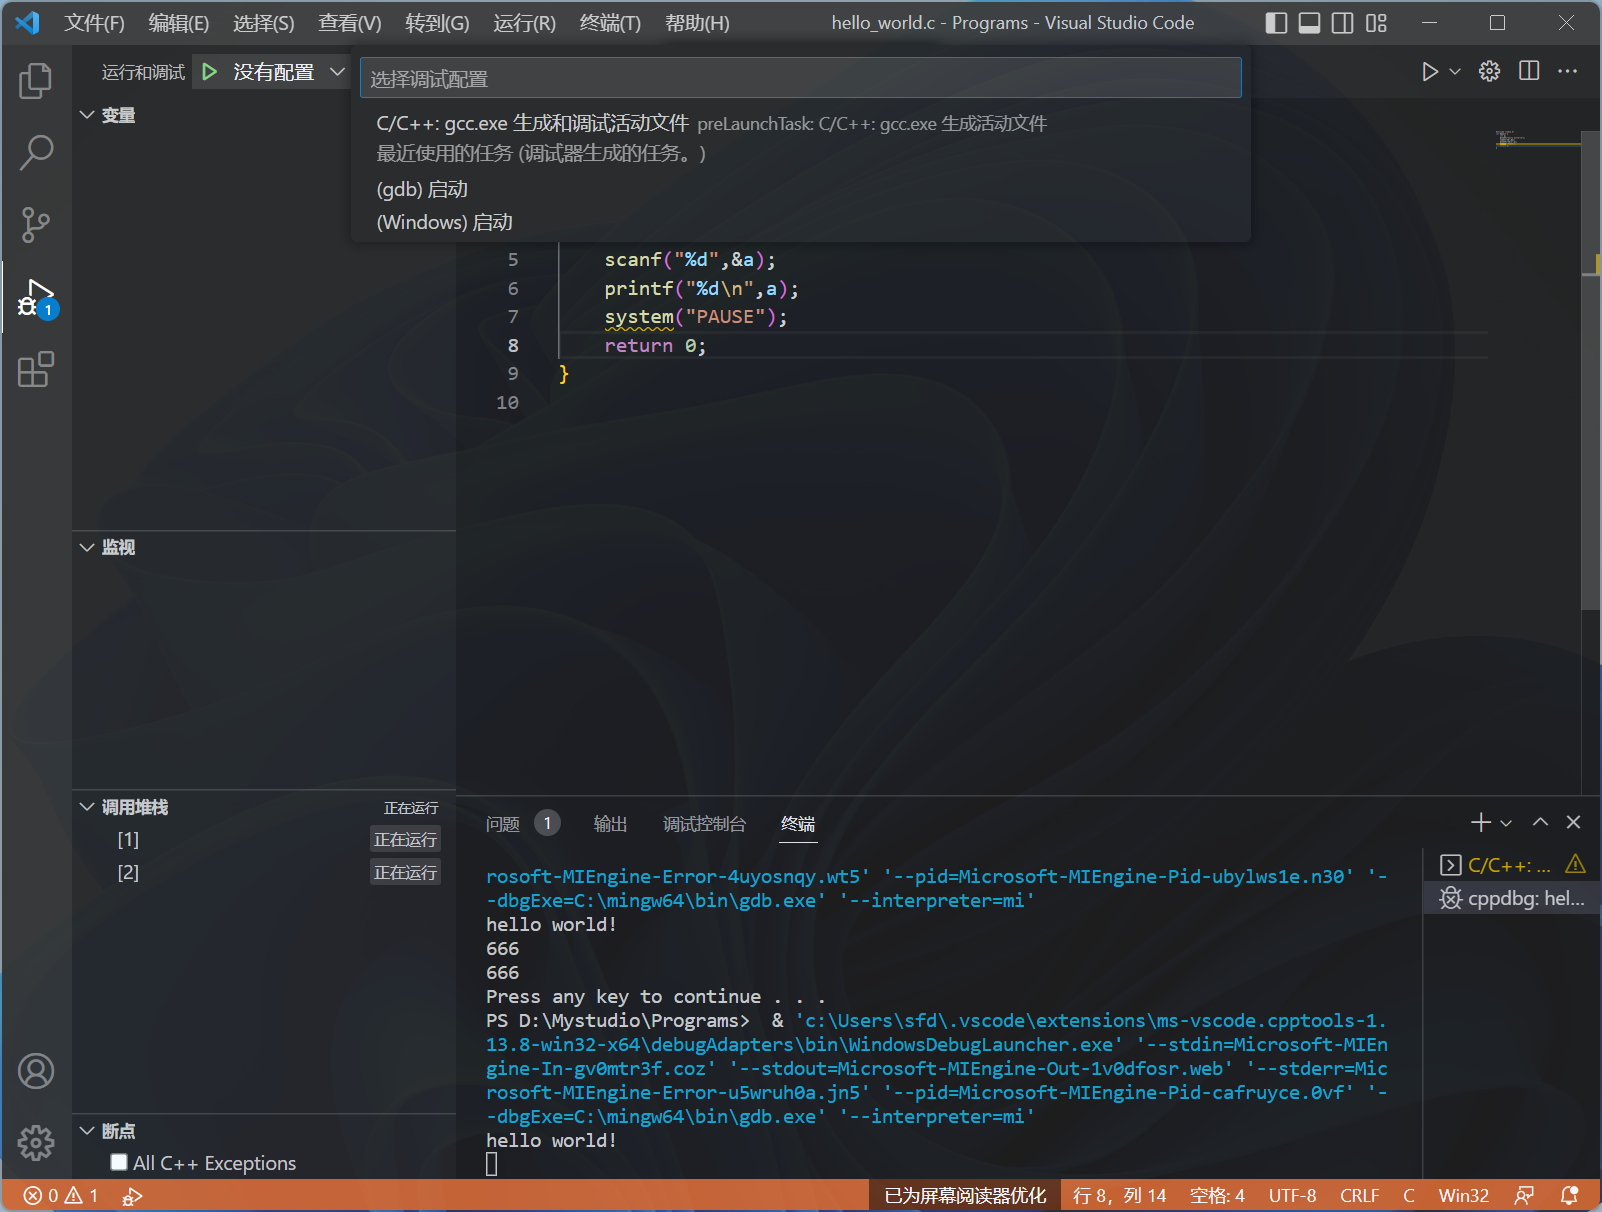 文件(F) 编辑(E) 选择(S) 查看(V) 转到(G) 运行(R) 终端(T) 帮助(H) hello_world.c - Programs - Visual Studio Code
运行和调试 没有配置
选择调试配置
C/C++: gcc.exe 生成和调试活动文件 preLaunchTask: C/C++: gcc.exe 生成活动文件
最近使用的任务 (调试器生成的任务。)
(gdb) 启动
(Windows) 启动
变量
5 scanf("%d",&a);
6 printf("%d\n",a);
7 system("PAUSE");
8 return 0;
9 }
10
1
监视
调用堆栈 正在运行
[1] 正在运行
[2] 正在运行
断点
All C++ Exceptions
问题 1 输出 调试控制台 终端
rosoft-MIEngine-Error-4uyosnqy.wt5' '--pid=Microsoft-MIEngine-Pid-ubylws1e.n30' '-
-dbgExe=C:\mingw64\bin\gdb.exe' '--interpreter=mi'
hello world!
666
666
Press any key to continue . . .
PS D:\Mystudio\Programs>  & 'c:\Users\sfd\.vscode\extensions\ms-vscode.cpptools-1.
13.8-win32-x64\debugAdapters\bin\WindowsDebugLauncher.exe' '--stdin=Microsoft-MIEn
gine-In-gv0mtr3f.coz' '--stdout=Microsoft-MIEngine-Out-1v0dfosr.web' '--stderr=Mic
rosoft-MIEngine-Error-u5wruh0a.jn5' '--pid=Microsoft-MIEngine-Pid-cafruyce.0vf' '-
-dbgExe=C:\mingw64\bin\gdb.exe' '--interpreter=mi'
hello world!
C/C++: ...
cppdbg: hel...
0 1 已为屏幕阅读器优化 行 8，列 14 空格: 4 UTF-8 CRLF C Win32